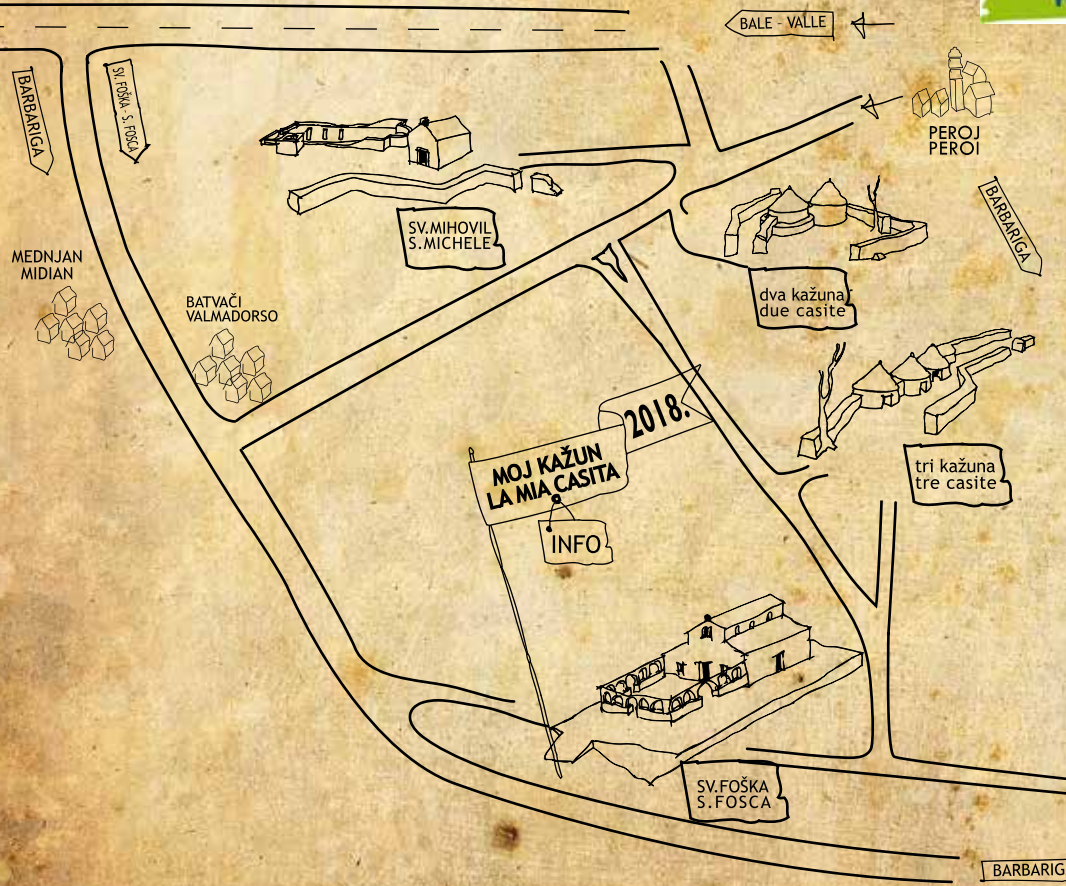 BALE - VALLE
BARBARIGA
SV. FOŠKA - S. FOSCA
PEROJ
PEROI
BARBARIGA
SV.MIHOVIL
S.MICHELE
MEDNJAN
MIDIAN
BATVAČI
VALMADORSO
dva kažuna
due casite
2018.
MOJ KAŽUN
LA MIA CASITA
INFO
tri kažuna
tre casite
SV.FOŠKA
S.FOSCA
BARBARIG